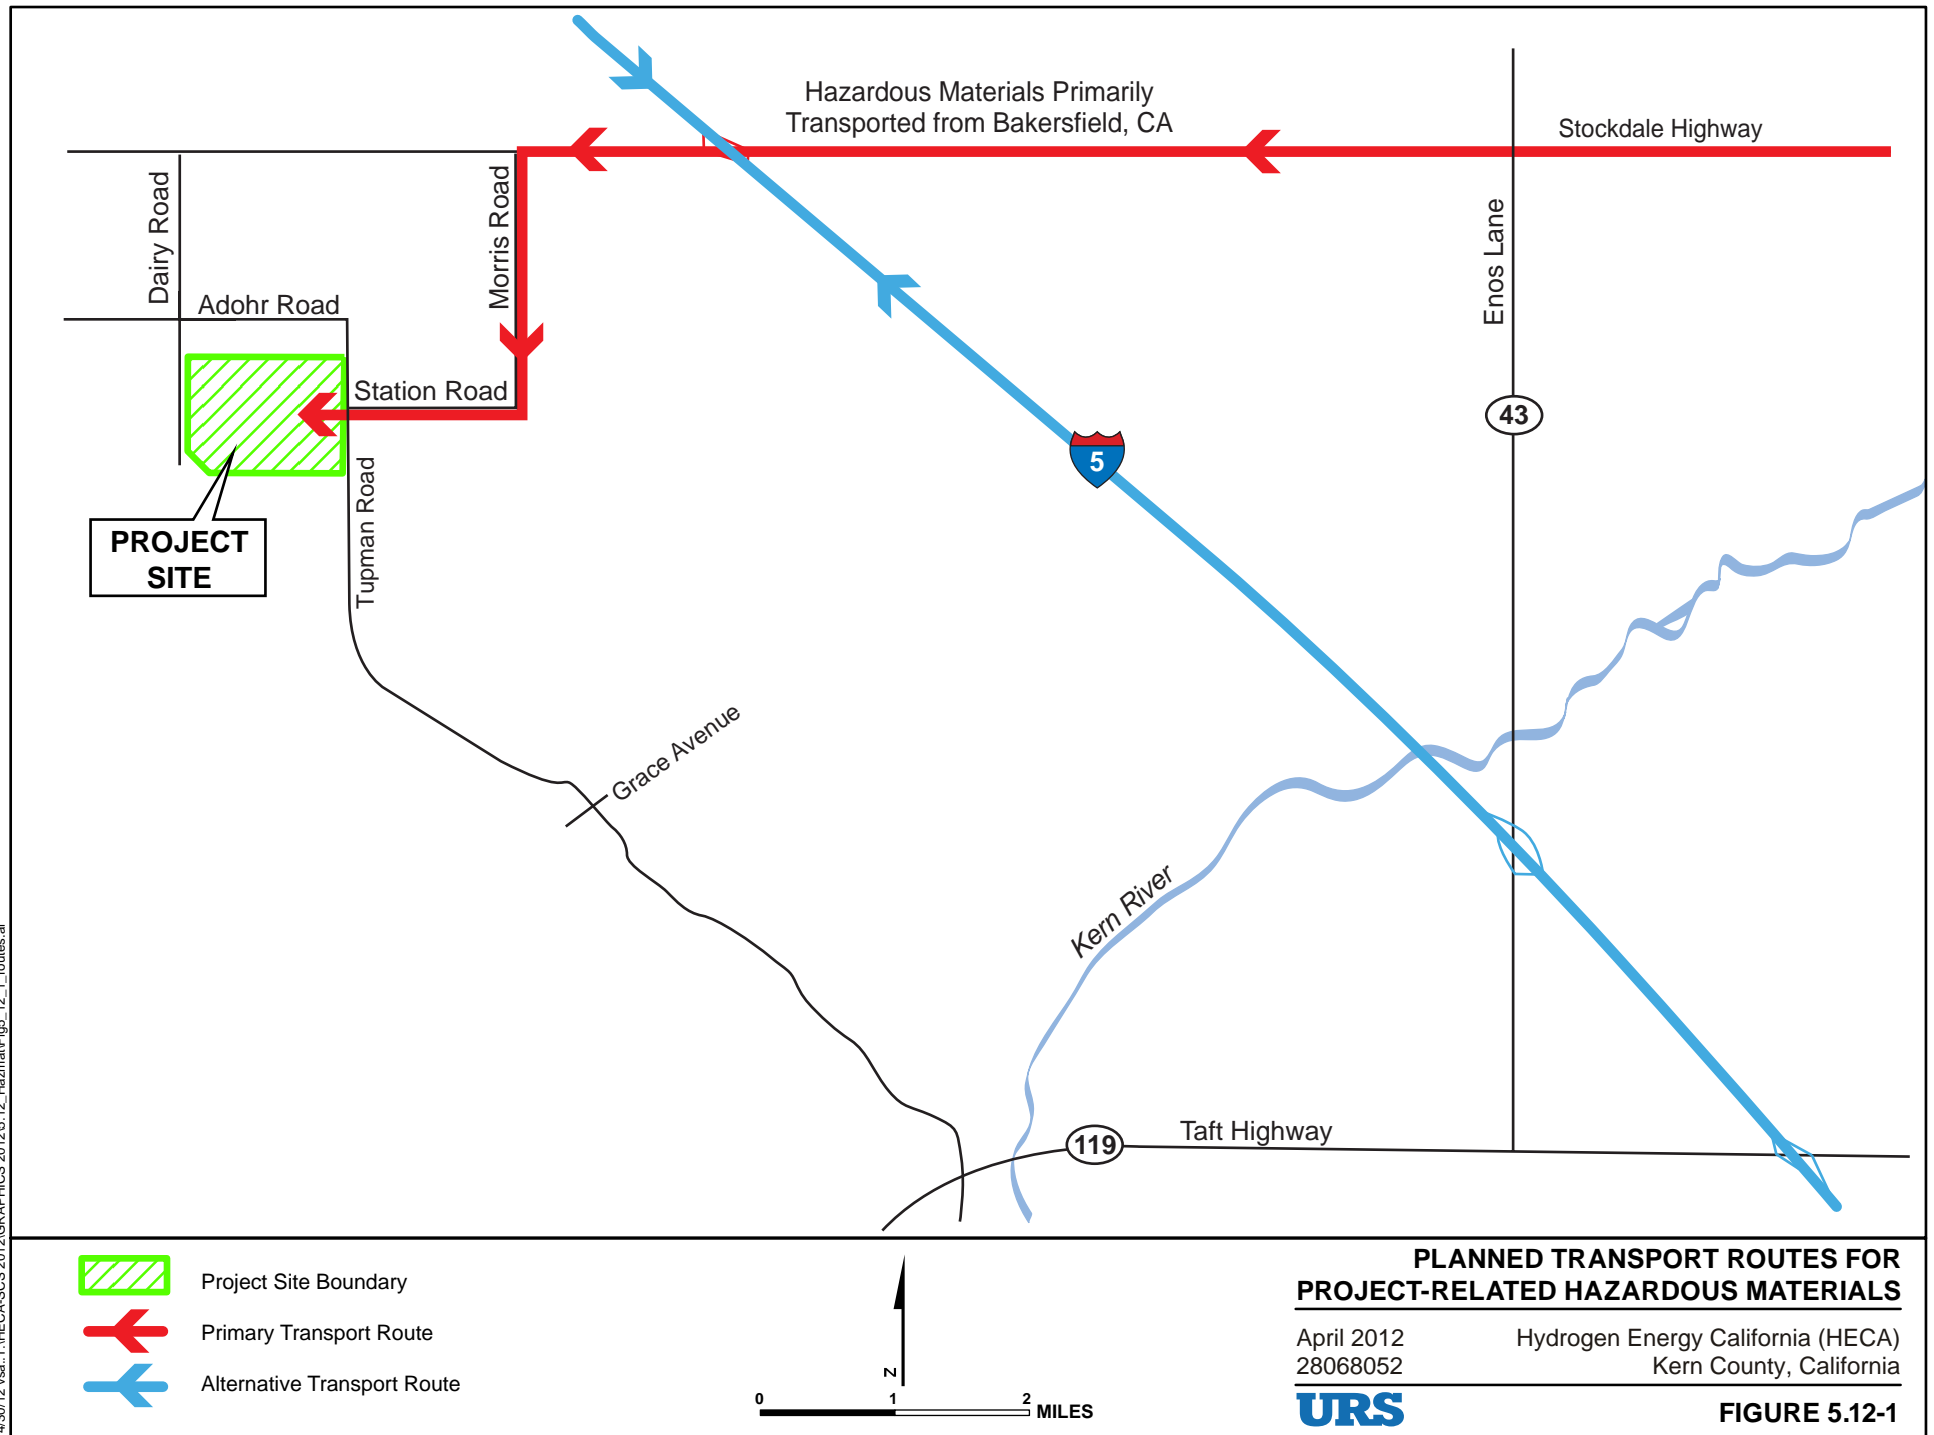 Hazardous Materials Primarily
Transported from Bakersfield, CA
Stockdale Highway
Dairy Road
Morris Road
Enos Lane
Adohr Road
Station Road
43
5
PROJECT
SITE
Tupman Road
Grace Avenue
Kern River
119
Taft Highway
Project Site Boundary
Primary Transport Route
Alternative Transport Route
N
0 1 2
MILES
PLANNED TRANSPORT ROUTES FOR
PROJECT-RELATED HAZARDOUS MATERIALS
April 2012
Hydrogen Energy California (HECA)
28068052
Kern County, California
URS
FIGURE 5.12-1